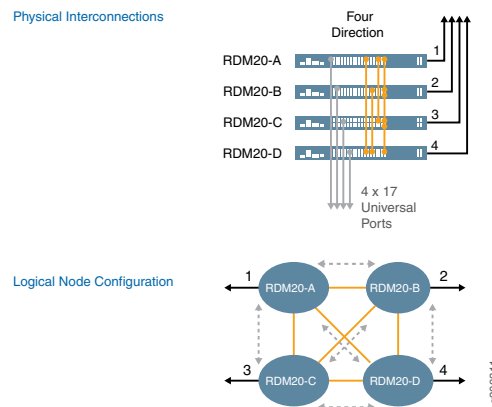 Physical Interconnections
Four
Direction
RDM20-A
1
RDM20-B
2
RDM20-C
3
RDM20-D
4
4 x 17
Universal
Ports
Logical Node Configuration
1
RDM20-A
RDM20-B
2
3
RDM20-C
RDM20-D
4